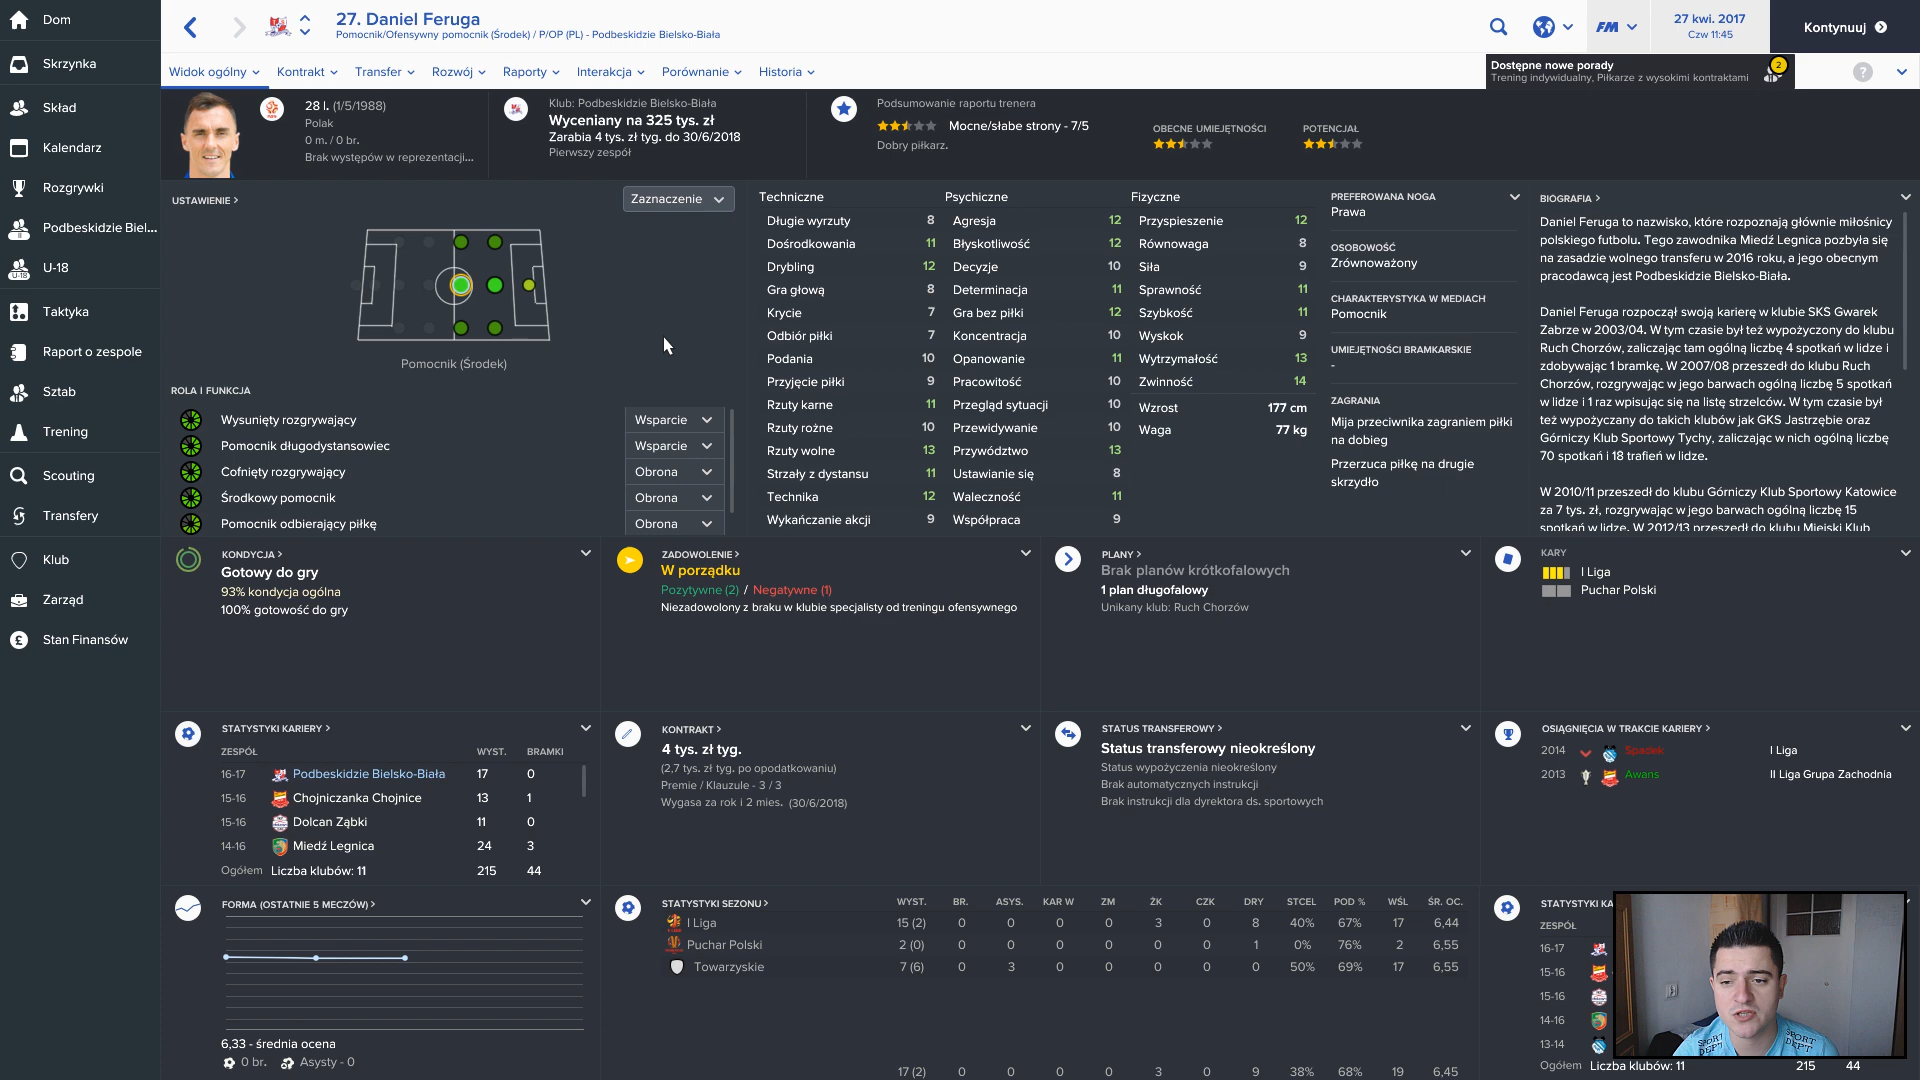 Dom
Skrzynka
Skład
Kalendarz
Rozgrywki
Podbeskidzie Biel...
U-18
Taktyka
Raport o zespole
Sztab
Trening
Scouting
Transfery
Klub
Zarząd
Stan Finansów
27. Daniel Feruga
Pomocnik/Ofensywny pomocnik (Środek) / P/OP (PL) - Podbeskidzie Bielsko-Biała
FM
27 kwi. 2017
Czw 11:45
Kontynuuj
Widok ogólny
Kontrakt
Transfer
Rozwój
Raporty
Interakcja
Porównanie
Historia
Dostępne nowe porady
Trening indywidualny, Piłkarze z wysokimi kontraktami
2
?
28 l. (1/5/1988)
Polak
0 m. / 0 br.
Brak występów w reprezentacji...
Klub: Podbeskidzie Bielsko-Biała
Wyceniany na 325 tys. zł
Zarabia 4 tys. zł tyg. do 30/6/2018
Pierwszy zespół
Podsumowanie raportu trenera
Mocne/słabe strony - 7/5
Dobry piłkarz.
OBECNE UMIEJĘTNOŚCI
POTENCJAŁ
USTAWIENIE >
Zaznaczenie
Pomocnik (Środek)
ROLA I FUNKCJA
Wysunięty rozgrywający Wsparcie
Pomocnik długodystansowiec Wsparcie
Cofnięty rozgrywający Obrona
Środkowy pomocnik Obrona
Pomocnik odbierający piłkę Obrona
Techniczne
Długie wyrzuty 8
Dośrodkowania 11
Drybling 12
Gra głową 8
Krycie 7
Odbiór piłki 7
Podania 10
Przyjęcie piłki 9
Rzuty karne 11
Rzuty rożne 10
Rzuty wolne 13
Strzały z dystansu 11
Technika 12
Wykańczanie akcji 9
Psychiczne
Agresja 12
Błyskotliwość 12
Decyzje 10
Determinacja 11
Gra bez piłki 12
Koncentracja 10
Opanowanie 11
Pracowitość 10
Przegląd sytuacji 10
Przewidywanie 10
Przywództwo 13
Ustawianie się 8
Waleczność 11
Współpraca 9
Fizyczne
Przyspieszenie 12
Równowaga 8
Siła 9
Sprawność 11
Szybkość 11
Wyskok 9
Wytrzymałość 13
Zwinność 14
Wzrost 177 cm
Waga 77 kg
PREFEROWANA NOGA
Prawa
OSOBOWOŚĆ
Zrównoważony
CHARAKTERYSTYKA W MEDIACH
Pomocnik
UMIEJĘTNOŚCI BRAMKARSKIE
-
ZAGRANIA
Mija przeciwnika zagraniem piłki
na dobieg
Przerzuca piłkę na drugie
skrzydło
BIOGRAFIA >
Daniel Feruga to nazwisko, które rozpoznają głównie miłośnicy
polskiego futbolu. Tego zawodnika Miedź Legnica pozbyła się
na zasadzie wolnego transferu w 2016 roku, a jego obecnym
pracodawcą jest Podbeskidzie Bielsko-Biała.
Daniel Feruga rozpoczął swoją karierę w klubie SKS Gwarek
Zabrze w 2003/04. W tym czasie był też wypożyczony do klubu
Ruch Chorzów, zaliczając tam ogólną liczbę 4 spotkań w lidze i
zdobywając 1 bramkę. W 2007/08 przeszedł do klubu Ruch
Chorzów, rozgrywając w jego barwach ogólną liczbę 5 spotkań
w lidze i 1 raz wpisując się na listę strzelców. W tym czasie był
też wypożyczony do takich klubów jak GKS Jastrzębie oraz
Górniczy Klub Sportowy Tychy, zaliczając w nich ogólną liczbę
70 spotkań i 18 trafień w lidze.
W 2010/11 przeszedł do klubu Górniczy Klub Sportowy Katowice
za 7 tys. zł, rozgrywając w jego barwach ogólną liczbę 15
spotkań w lidze. W 2012/13 przeszedł do klubu Miejski Klub
KONDYCJA >
Gotowy do gry
93% kondycja ogólna
100% gotowość do gry
ZADOWOLENIE >
W porządku
Pozytywne (2) / Negatywne (1)
Niezadowolony z braku w klubie specjalisty od treningu ofensywnego
PLANY >
Brak planów krótkofalowych
1 plan długofalowy
Unikany klub: Ruch Chorzów
KARY
I Liga
Puchar Polski
STATYSTYKI KARIERY >
ZESPÓŁ WYST. BRAMKI
16-17 Podbeskidzie Bielsko-Biała 17 0
15-16 Chojniczanka Chojnice 13 1
15-16 Dolcan Ząbki 11 0
14-16 Miedź Legnica 24 3
Ogółem Liczba klubów: 11 215 44
KONTRAKT >
4 tys. zł tyg.
(2,7 tys. zł tyg. po opodatkowaniu)
Premie / Klauzule - 3 / 3
Wygasa za rok i 2 mies. (30/6/2018)
STATUS TRANSFEROWY >
Status transferowy nieokreślony
Status wypożyczenia nieokreślony
Brak automatycznych instrukcji
Brak instrukcji dla dyrektora ds. sportowych
OSIĄGNIĘCIA W TRAKCIE KARIERY >
2014 Spadek I Liga
2013 Awans II Liga Grupa Zachodnia
FORMA (OSTATNIE 5 MECZÓW) >
6,33 - średnia ocena
0 br. Asysty - 0
STATYSTYKI SEZONU > WYST. BR. ASYS. KAR W ZM ŻK CZK DRY STCEL POD % WŚL ŚR. OC.
I Liga 15 (2) 0 0 0 0 3 0 8 40% 67% 17 6,44
Puchar Polski 2 (0) 0 0 0 0 0 0 1 0% 76% 2 6,55
Towarzyskie 7 (6) 0 3 0 0 0 0 0 50% 69% 17 6,55
17 (2) 0 0 0 0 3 0 9 38% 68% 19 6,45
STATYSTYKI KA
ZESPÓŁ
16-17
15-16
15-16
14-16
13-14
Ogółem Liczba klubów: 11 215 44
SPORT DEPT
SPORT DEPT